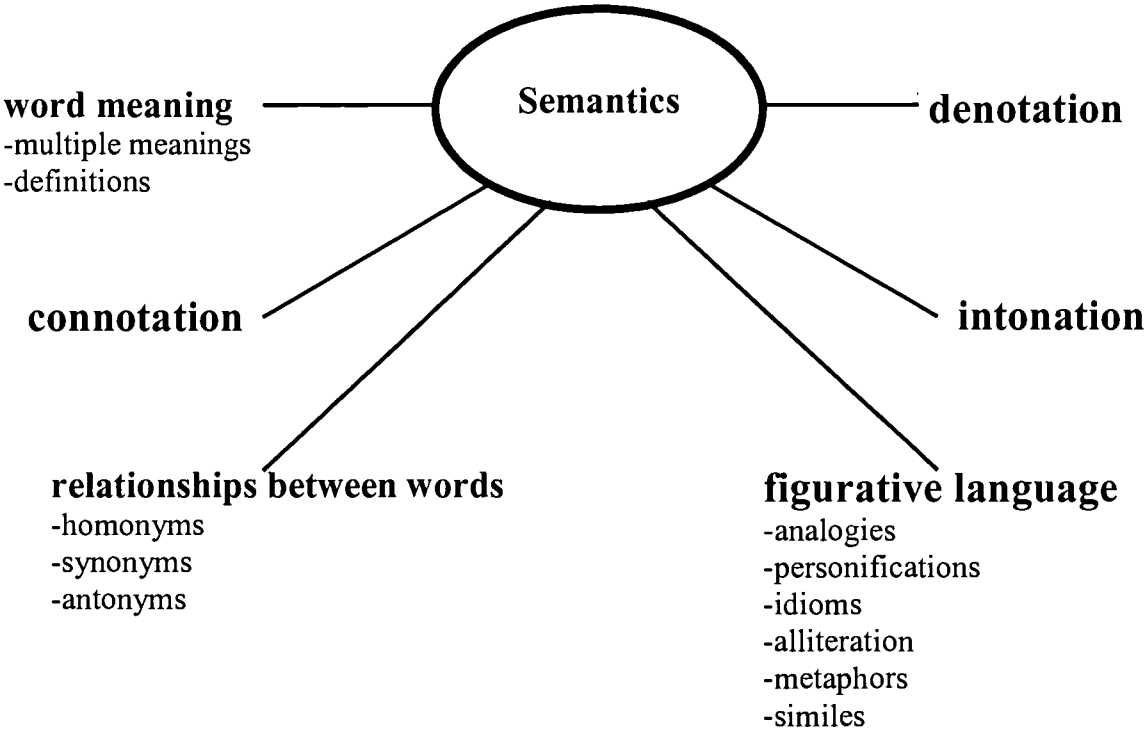 Semantics
word meaning
-multiple meanings
-definitions
denotation
connotation
intonation
relationships between words
-homonyms
-synonyms
-antonyms
figurative language
-analogies
-personifications
-idioms
-alliteration
-metaphors
-similes